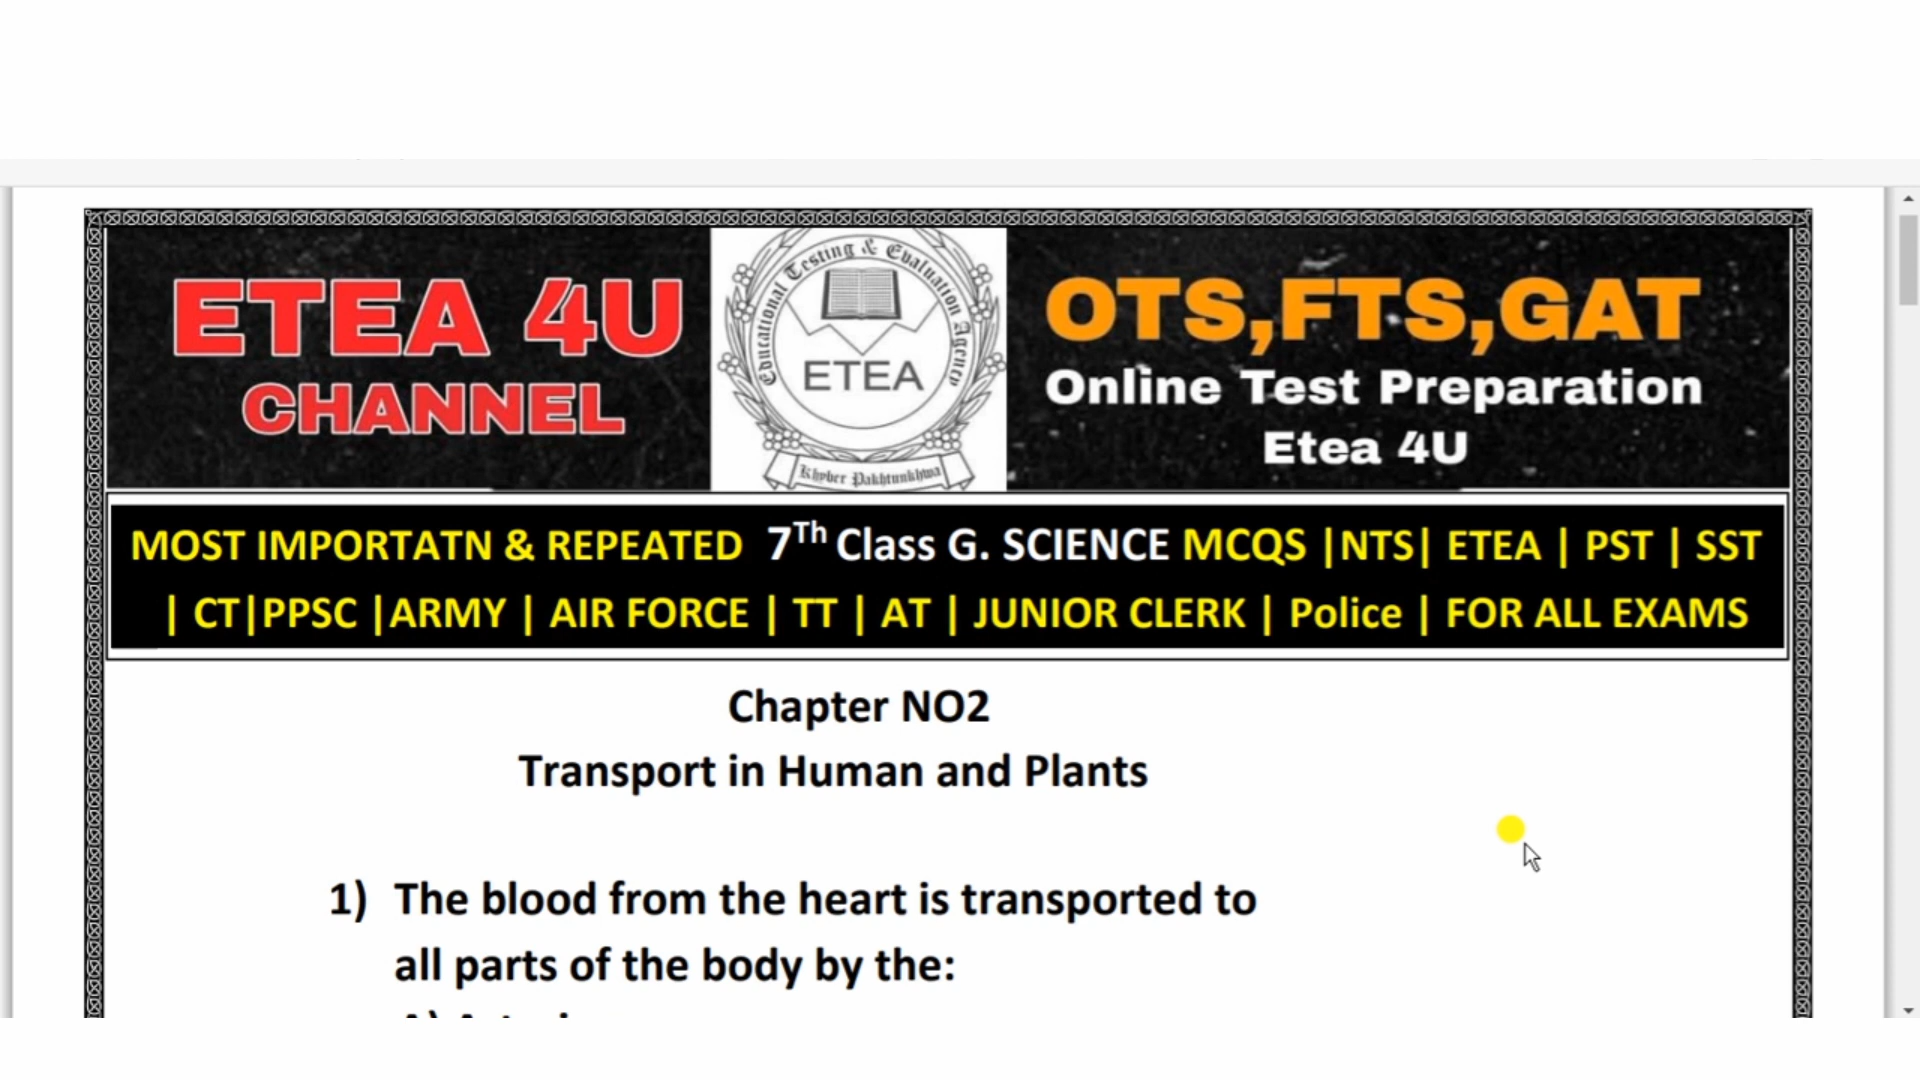 ETEA 4U
CHANNEL
Educational Testing & Evaluation Agency
ETEA
Khyber Pakhtunkhwa
OTS,FTS,GAT
Online Test Preparation
Etea 4U
MOST IMPORTATN & REPEATED 7Th Class G. SCIENCE MCQS |NTS| ETEA | PST | SST
| CT|PPSC |ARMY | AIR FORCE | TT | AT | JUNIOR CLERK | Police | FOR ALL EXAMS
Chapter NO2
Transport in Human and Plants
1) The blood from the heart is transported to
all parts of the body by the: